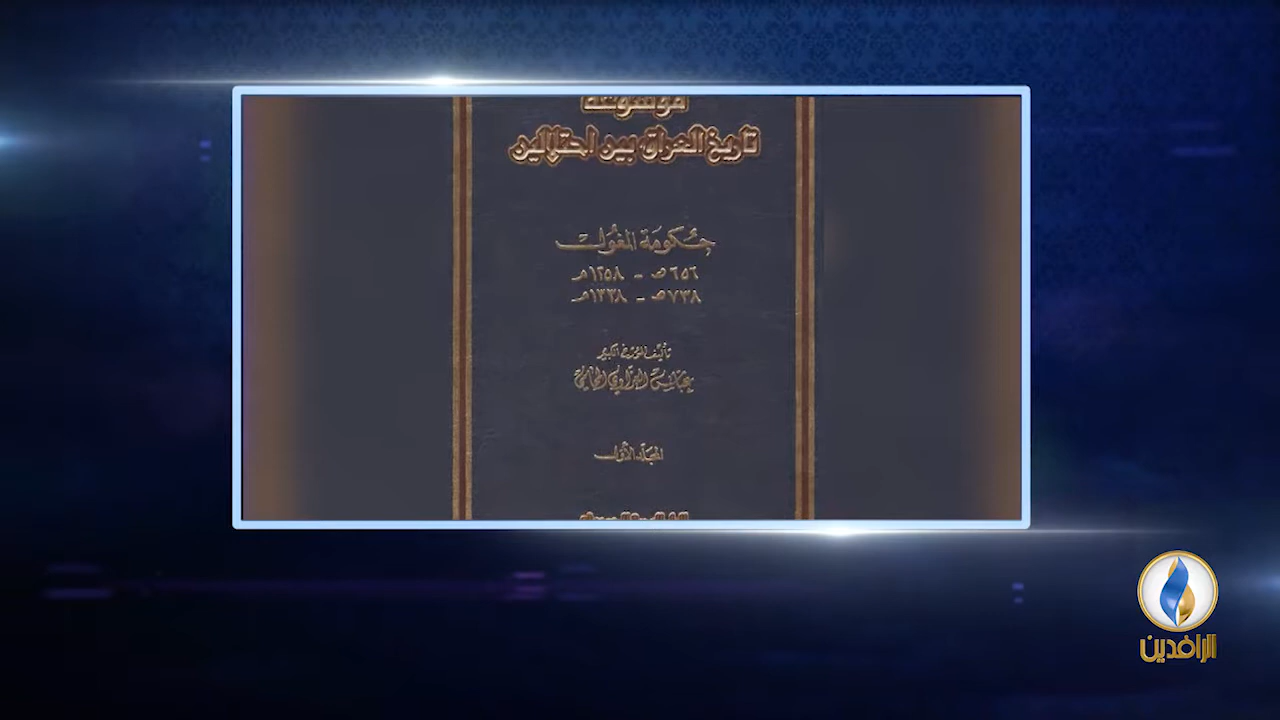 موسوعة
تاريخ العراق بين احتلالين
حكومة المغول
٦٥٦هـ - ١٢٥٨م
٧٣٨هـ - ١٣٣٨م
تأليف المؤرخ الكبير
عباس العزاوي المحامي
المجلد الأول
الرافدين